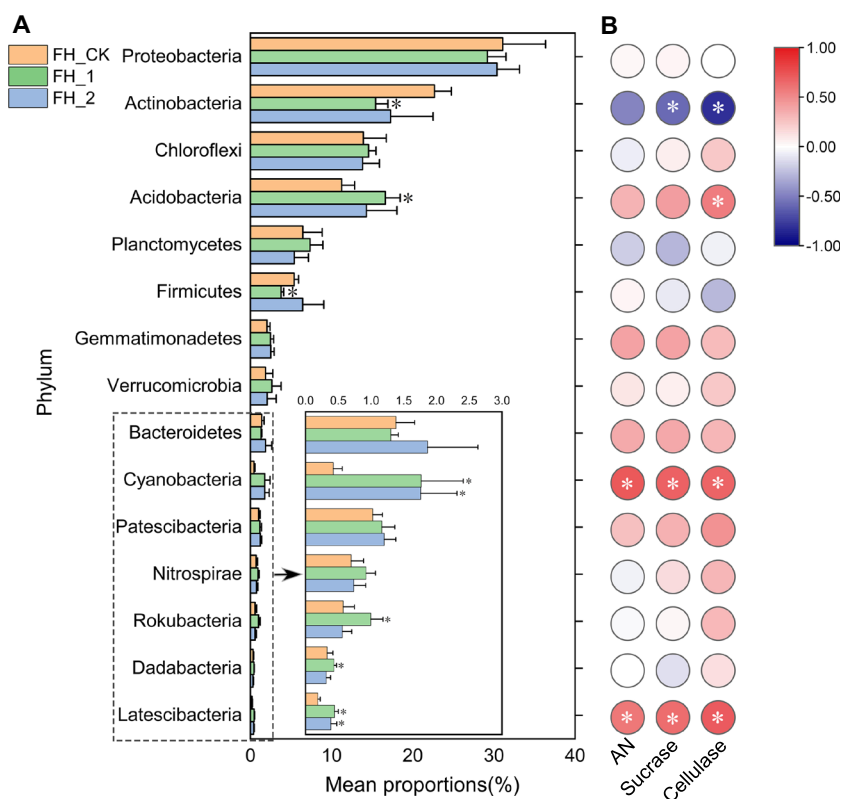 A
B
FH_CK
FH_1
FH_2
Phylum
Proteobacteria
Actinobacteria
*
* *
Chloroflexi
Acidobacteria
*
*
Planctomycetes
Firmicutes
*
Gemmatimonadetes
Verrucomicrobia
0.0 0.5 1.0 1.5 2.0 2.5 3.0
Bacteroidetes
Cyanobacteria
*
*
* * *
Patescibacteria
Nitrospirae
Rokubacteria
*
Dadabacteria
*
Latescibacteria
*
*
* * *
0 10 20 30 40
Mean proportions(%)
AN
Sucrase
Cellulase
1.00
0.50
0.00
-0.50
-1.00